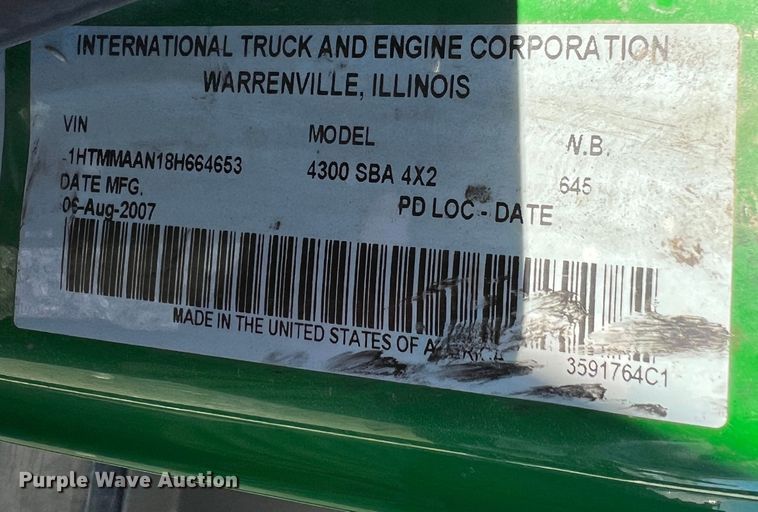 INTERNATIONAL TRUCK AND ENGINE CORPORATION
WARRENVILLE, ILLINOIS
VIN MODEL W.B.
1HTMMAAN18H664653 4300 SBA 4X2 645
DATE MFG. PD LOC - DATE
06-Aug-2007
MADE IN THE UNITED STATES OF AMERICA
3591764C1
Purple Wave Auction